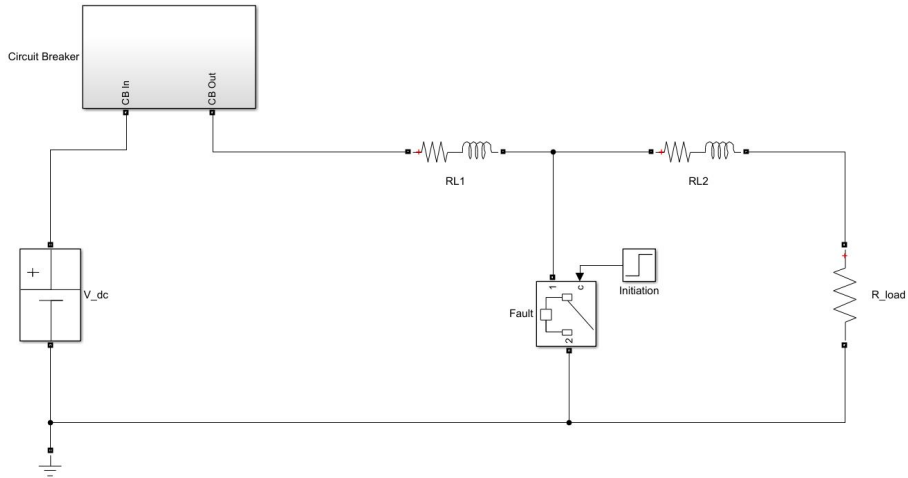 Circuit Breaker
CB In
CB Out
RL1
RL2
V_dc
Fault
1
c
2
Initiation
R_load